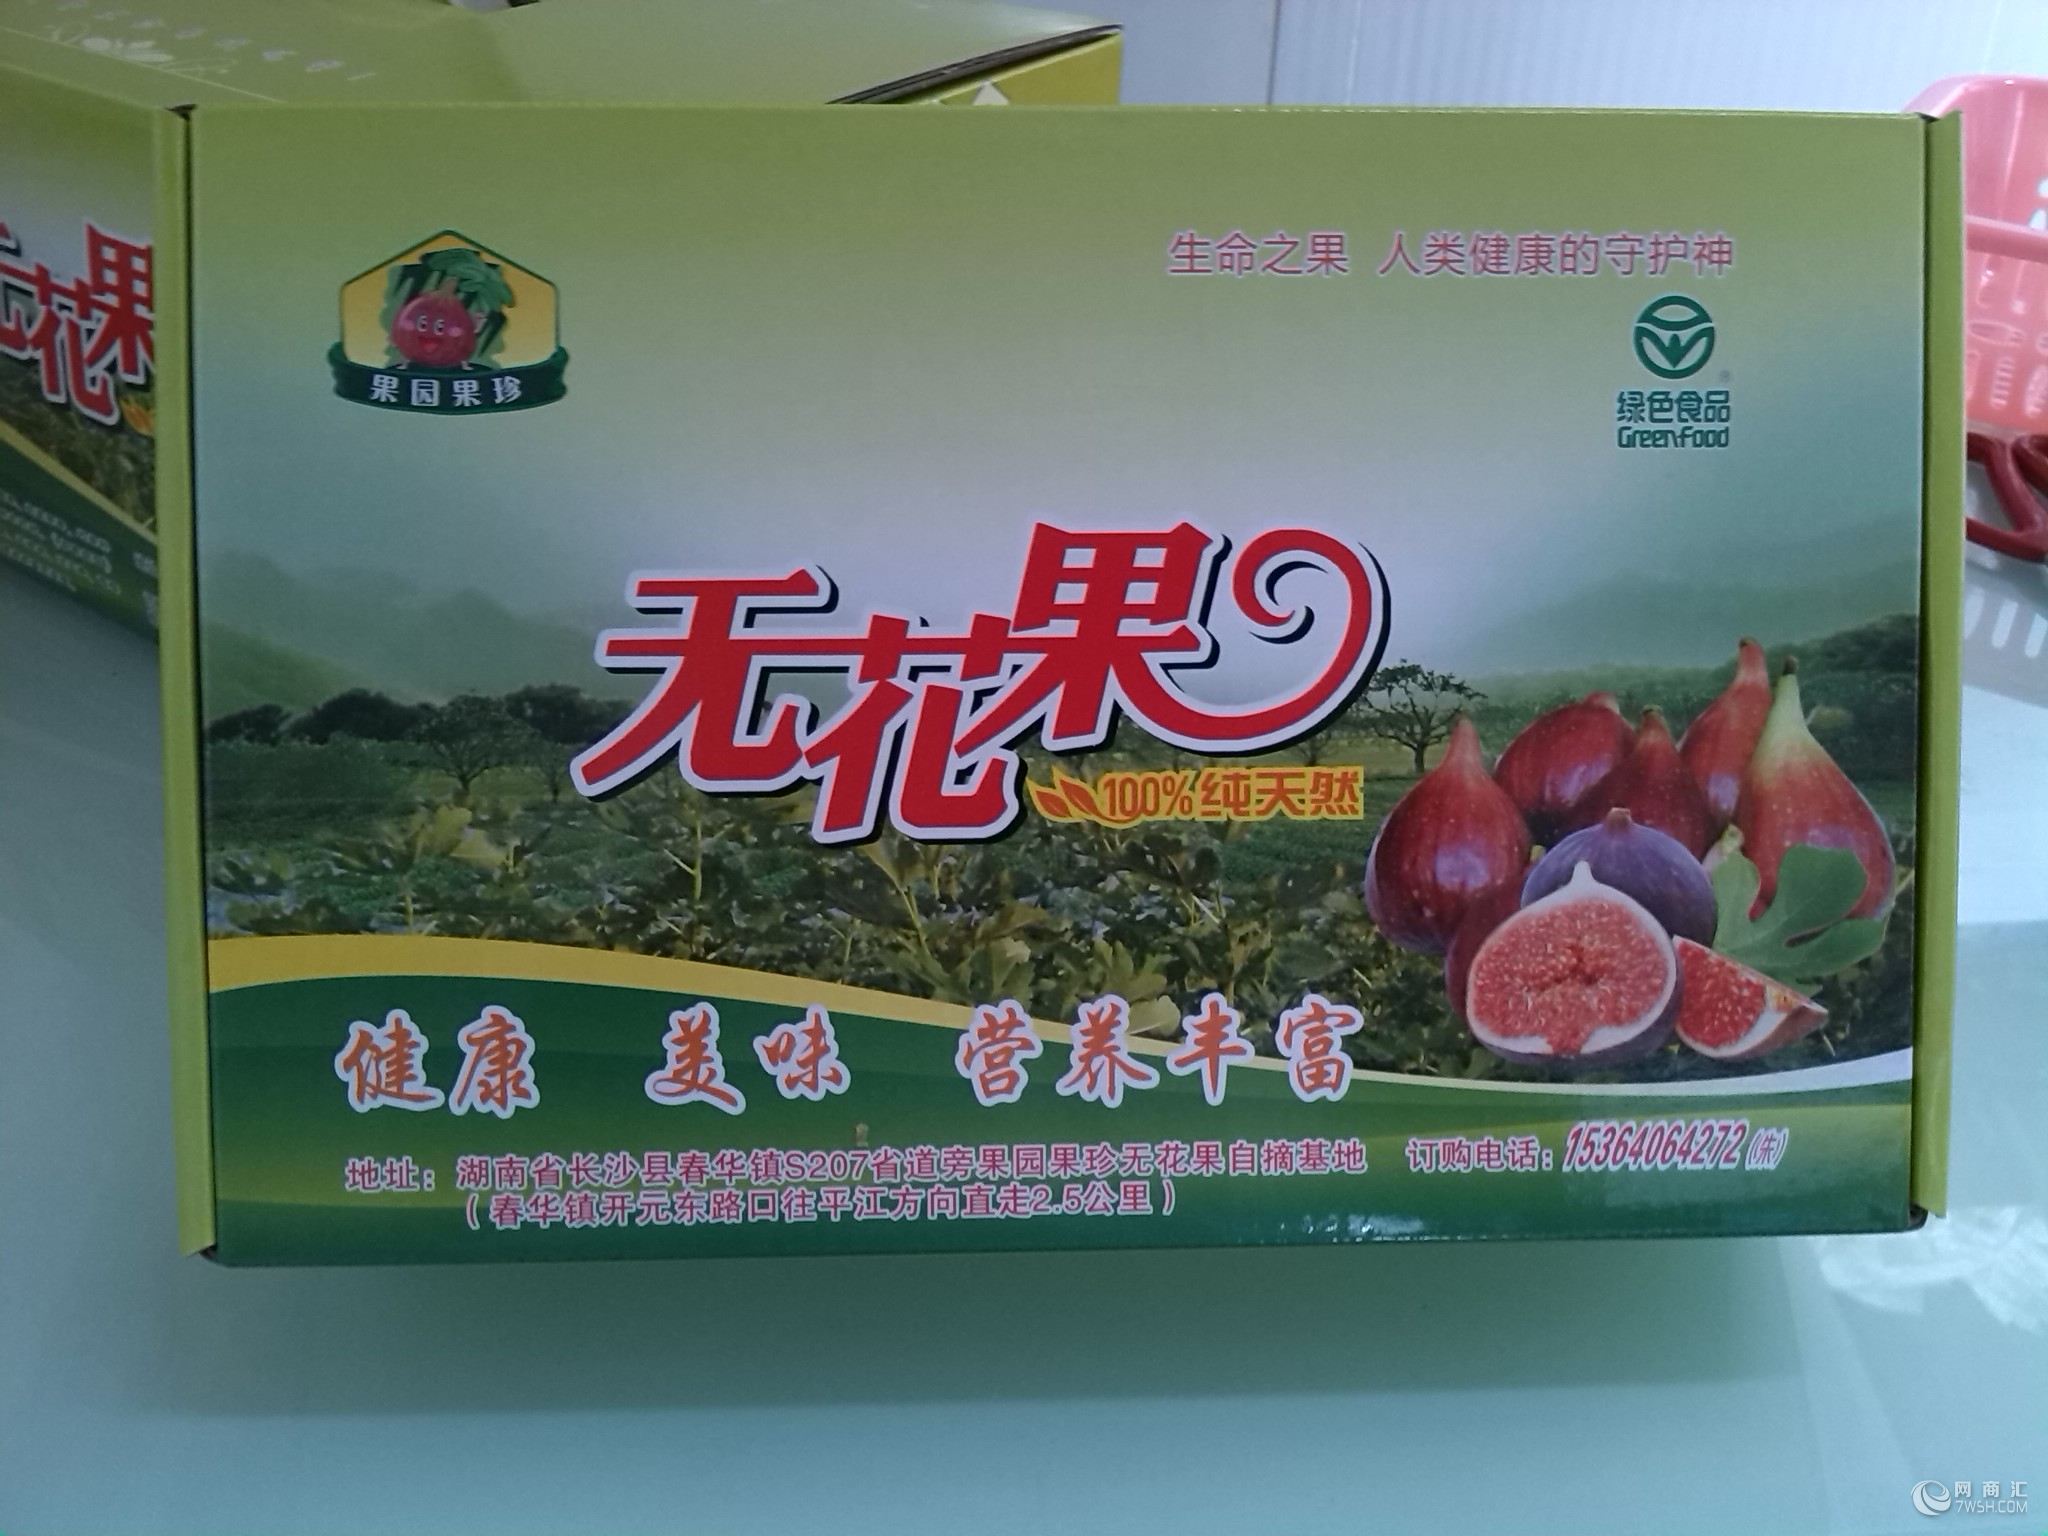 生命之果 人类健康的守护神
果园果珍
绿色食品
Greenfood
®
无花果
100%纯天然
健康 美味 营养丰富
地址：湖南省长沙县春华镇S207省道旁果园果珍无花果自摘基地 订购电话：15364064272(朱)
（春华镇开元东路口往平江方向直走2.5公里）
无花果
网商汇
7WSH.COM